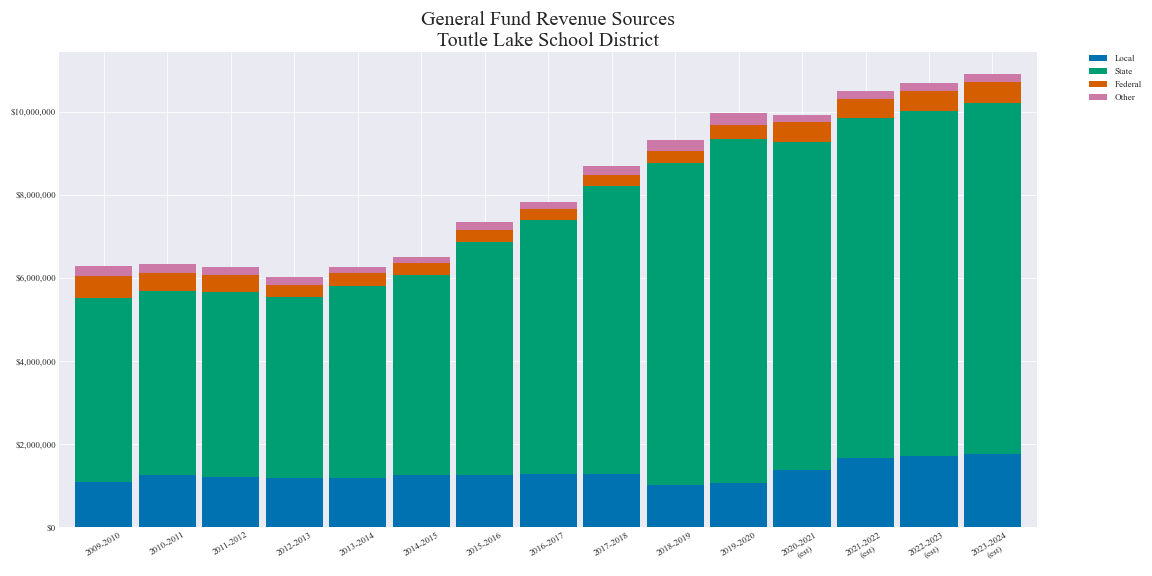 General Fund Revenue Sources
Toutle Lake School District
Local
State
Federal
Other
$10,000,000
$8,000,000
$6,000,000
$4,000,000
$2,000,000
$0
2009-2010
2010-2011
2011-2012
2012-2013
2013-2014
2014-2015
2015-2016
2016-2017
2017-2018
2018-2019
2019-2020
2020-2021
(est)
2021-2022
(est)
2022-2023
(est)
2023-2024
(est)